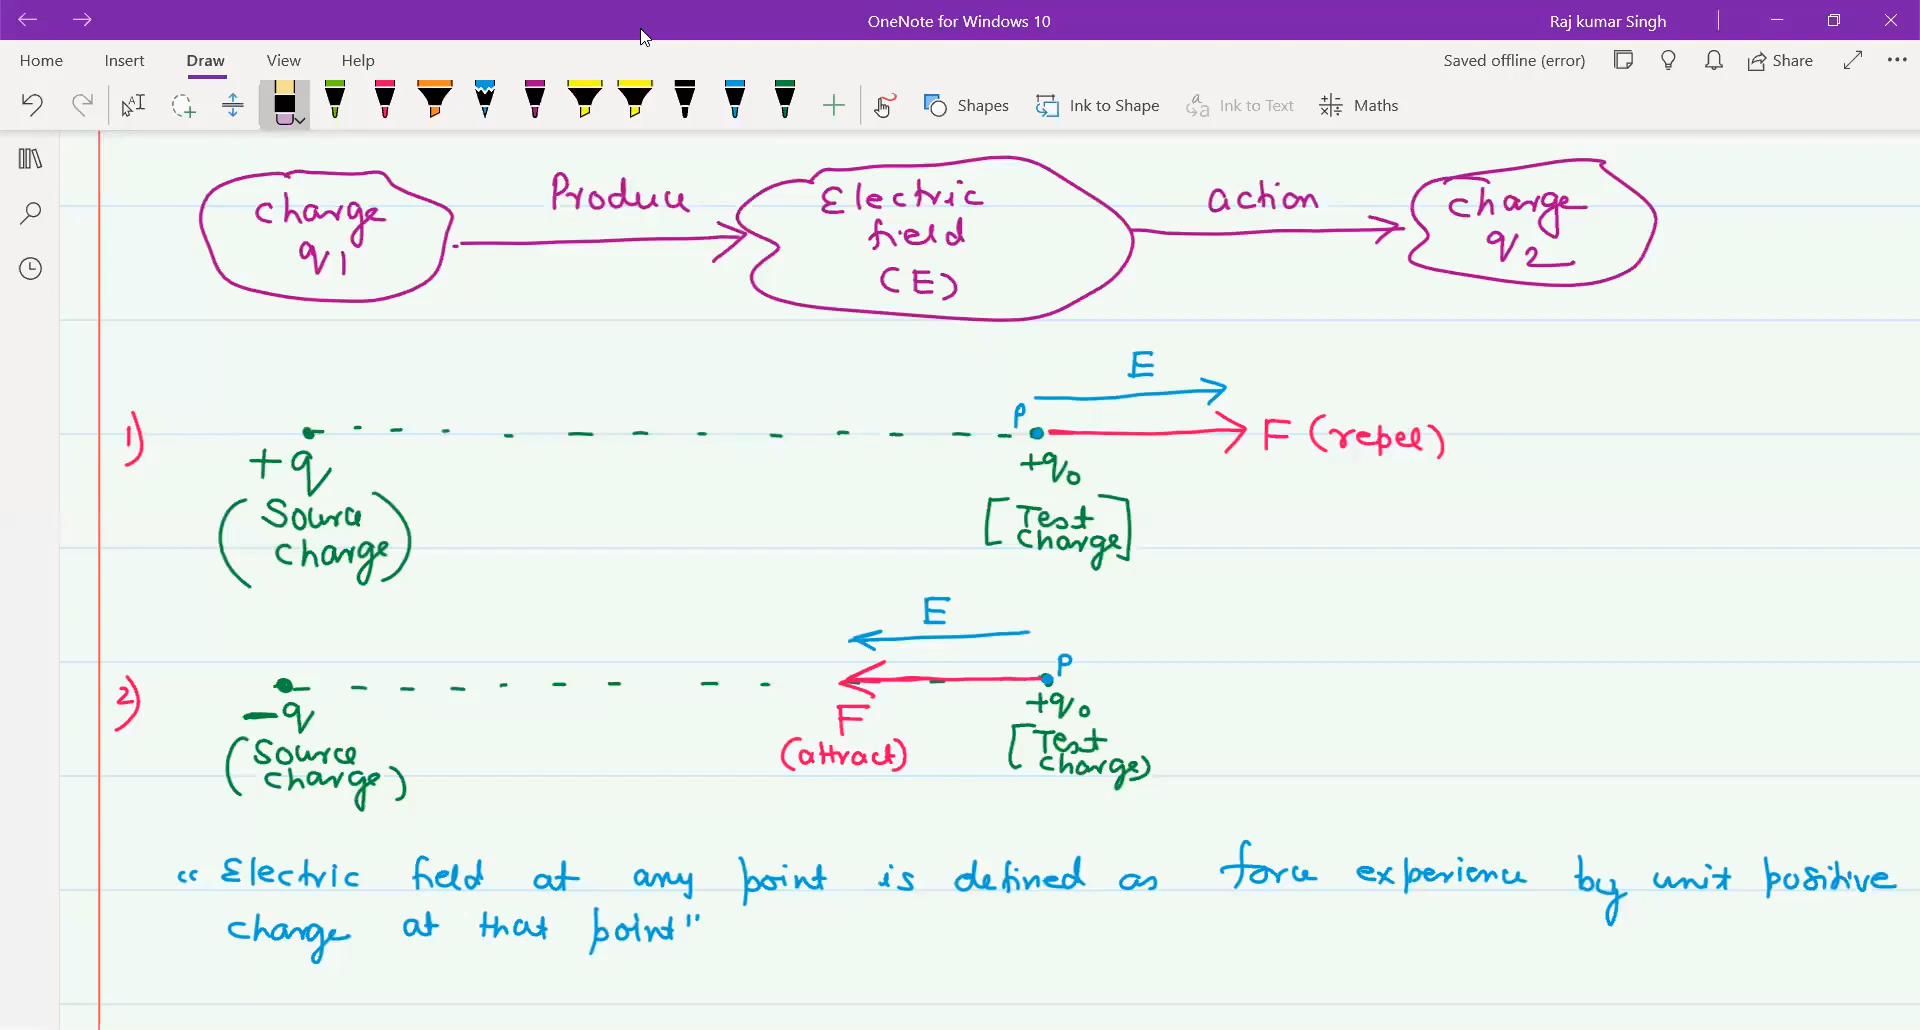 OneNote for Windows 10
Raj kumar Singh
Home Insert Draw View Help
Saved offline (error)
Share
Shapes
Ink to Shape
Ink to Text
Maths
charge
q1
Produce
Electric
field
(E)
action
charge
q2
E
1)
P
F (repel)
+q
+q₀
(Source
charge)
[Test
charge]
E
2)
P
-q
+q₀
F
(attract)
(Source
charge)
[Test
charge)
“ Electric field at any point is defined as force experience by unit positive
charge at that point"